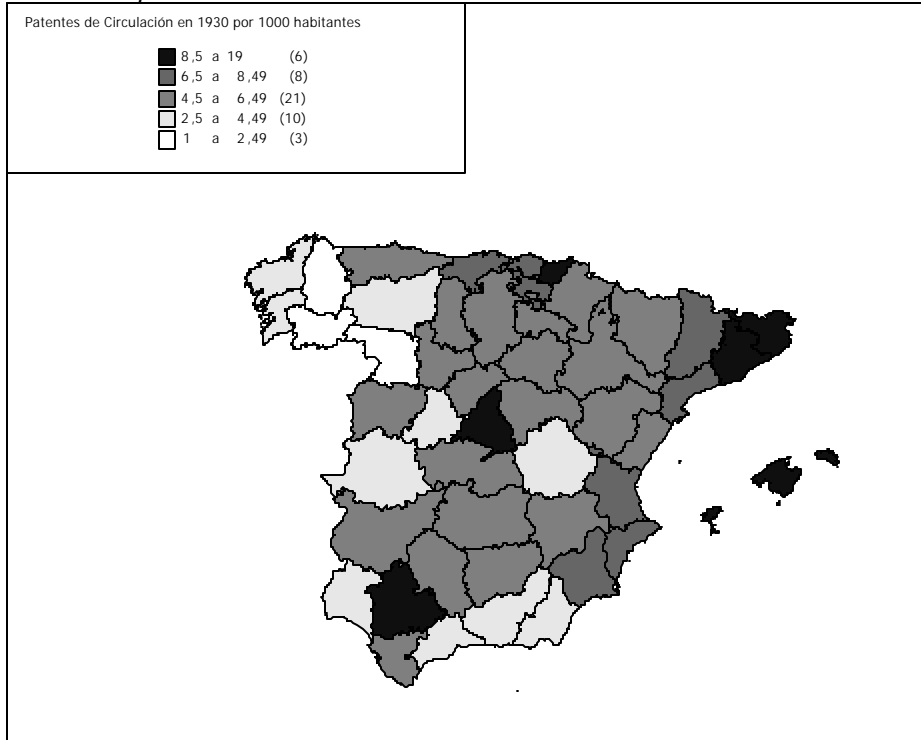 Patentes de Circulación en 1930 por 1000 habitantes
8,5 a 19 (6)
6,5 a 8,49 (8)
4,5 a 6,49 (21)
2,5 a 4,49 (10)
1 a 2,49 (3)